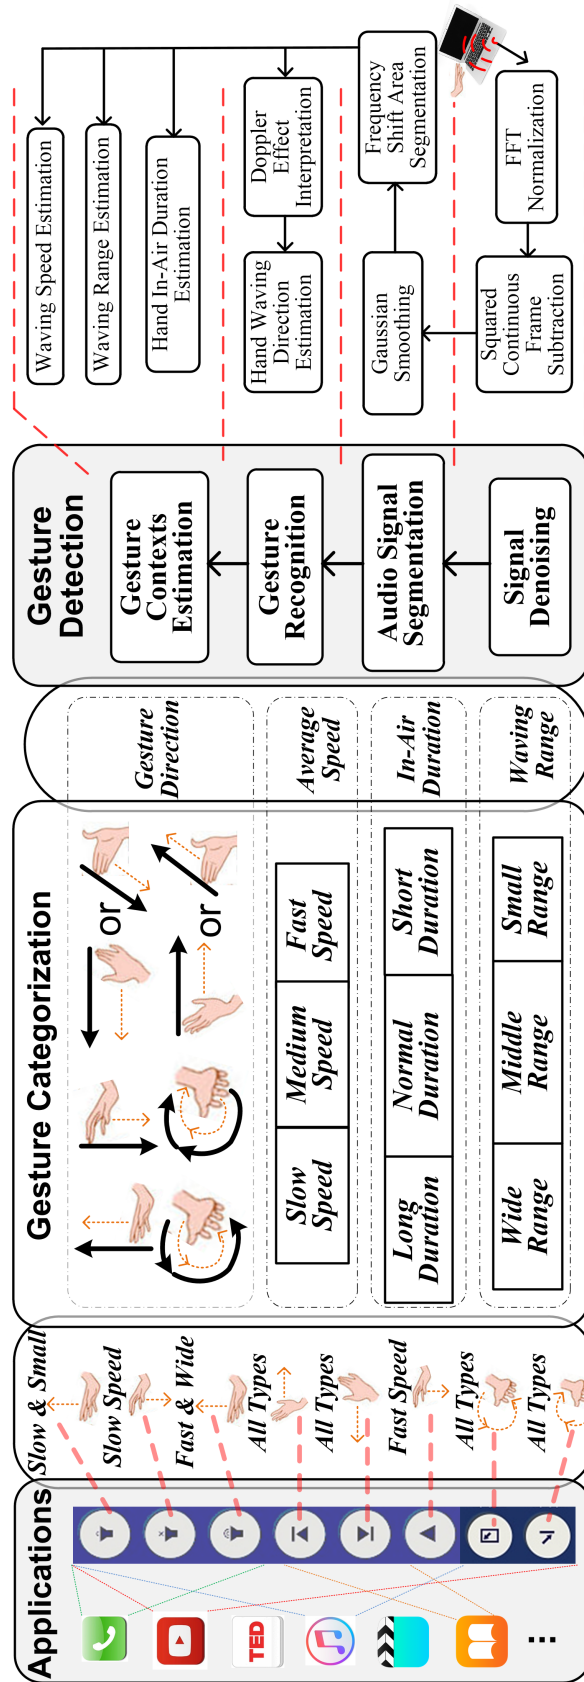 Applications
TED
...
Slow & Small
Slow Speed
Fast & Wide
All Types
All Types
Fast Speed
All Types
All Types
Gesture Categorization
or
or
Gesture
Direction
Slow
Speed
Medium
Speed
Fast
Speed
Average
Speed
Long
Duration
Normal
Duration
Short
Duration
In-Air
Duration
Wide
Range
Middle
Range
Small
Range
Waving
Range
Gesture
Detection
Gesture
Contexts
Estimation
Gesture
Recognition
Audio Signal
Segmentation
Signal
Denoising
Waving Speed Estimation
Waving Range Estimation
Hand In-Air Duration
Estimation
Hand Waving
Direction
Estimation
Doppler
Effect
Interpretation
Gaussian
Smoothing
Frequency
Shift Area
Segmentation
Squared
Continuous
Frame
Subtraction
FFT
Normalization